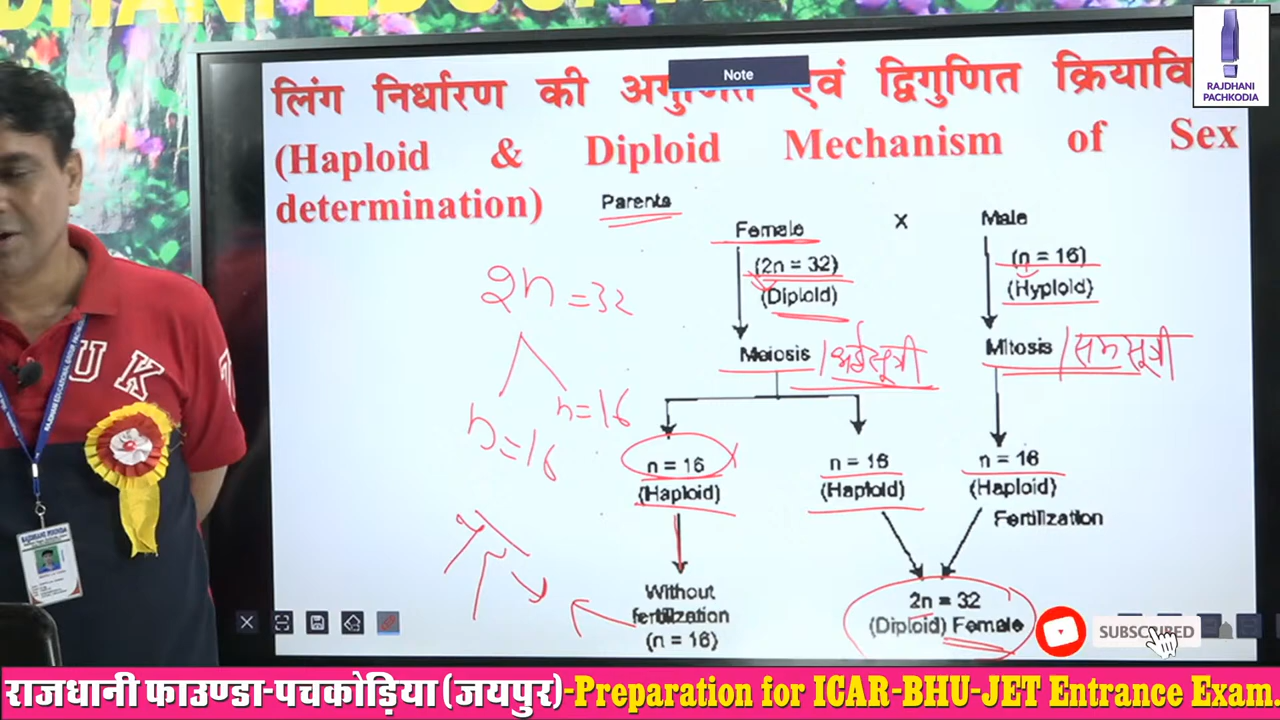 RAJDHANI
PACHKODIA
Note
लिंग निर्धारण की अगुणित एवं द्विगुणित
(Haploid & Diploid Mechanism of Sex
determination)
Parents
Female x Male
(2n = 32) (n = 16)
(Diploid) (Hyploid)
2n = 32
Meiosis / अर्द्धसूत्री Mitosis / समसूत्री
n = 16 n = 16
n = 16 n = 16 n = 16
(Haploid) (Haploid) (Haploid)
Fertilization
Without
fertilization
(n = 16)
2n = 32
(Diploid) Female
SUBSCRIBED
UK
राजधानी फाउण्डा-पचकोड़िया (जयपुर)-Preparation for ICAR-BHU-JET Entrance Exam.